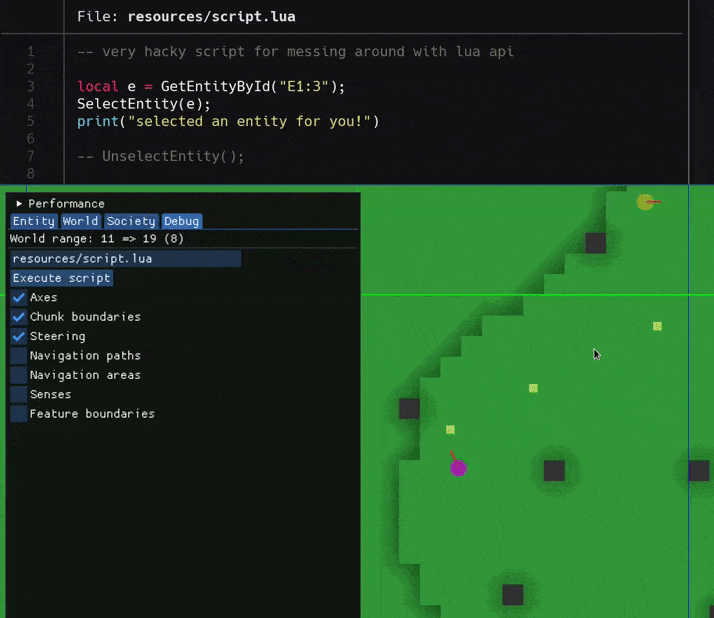 File: resources/script.lua
1 -- very hacky script for messing around with lua api
2
3 local e = GetEntityById("E1:3");
4 SelectEntity(e);
5 print("selected an entity for you!")
6
7 -- UnselectEntity();
8
Performance
Entity World Society Debug
World range: 11 => 19 (8)
resources/script.lua
Execute script
Axes
Chunk boundaries
Steering
Navigation paths
Navigation areas
Senses
Feature boundaries